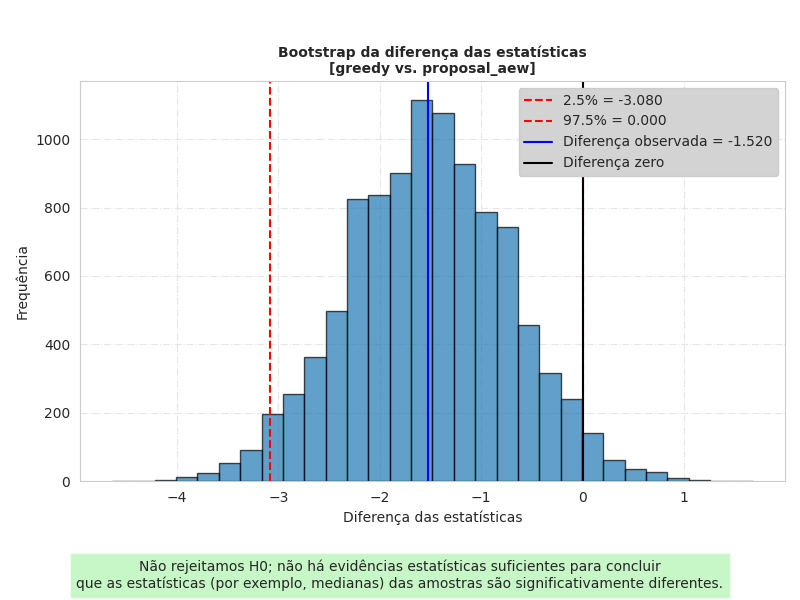 Bootstrap da diferença das estatísticas
[greedy vs. proposal_aew]
2.5% = -3.080
97.5% = 0.000
Diferença observada = -1.520
Diferença zero
Frequência
1000
800
600
400
200
0
−4
−3
−2
−1
0
1
Diferença das estatísticas
Não rejeitamos H0; não há evidências estatísticas suficientes para concluir
que as estatísticas (por exemplo, medianas) das amostras são significativamente diferentes.